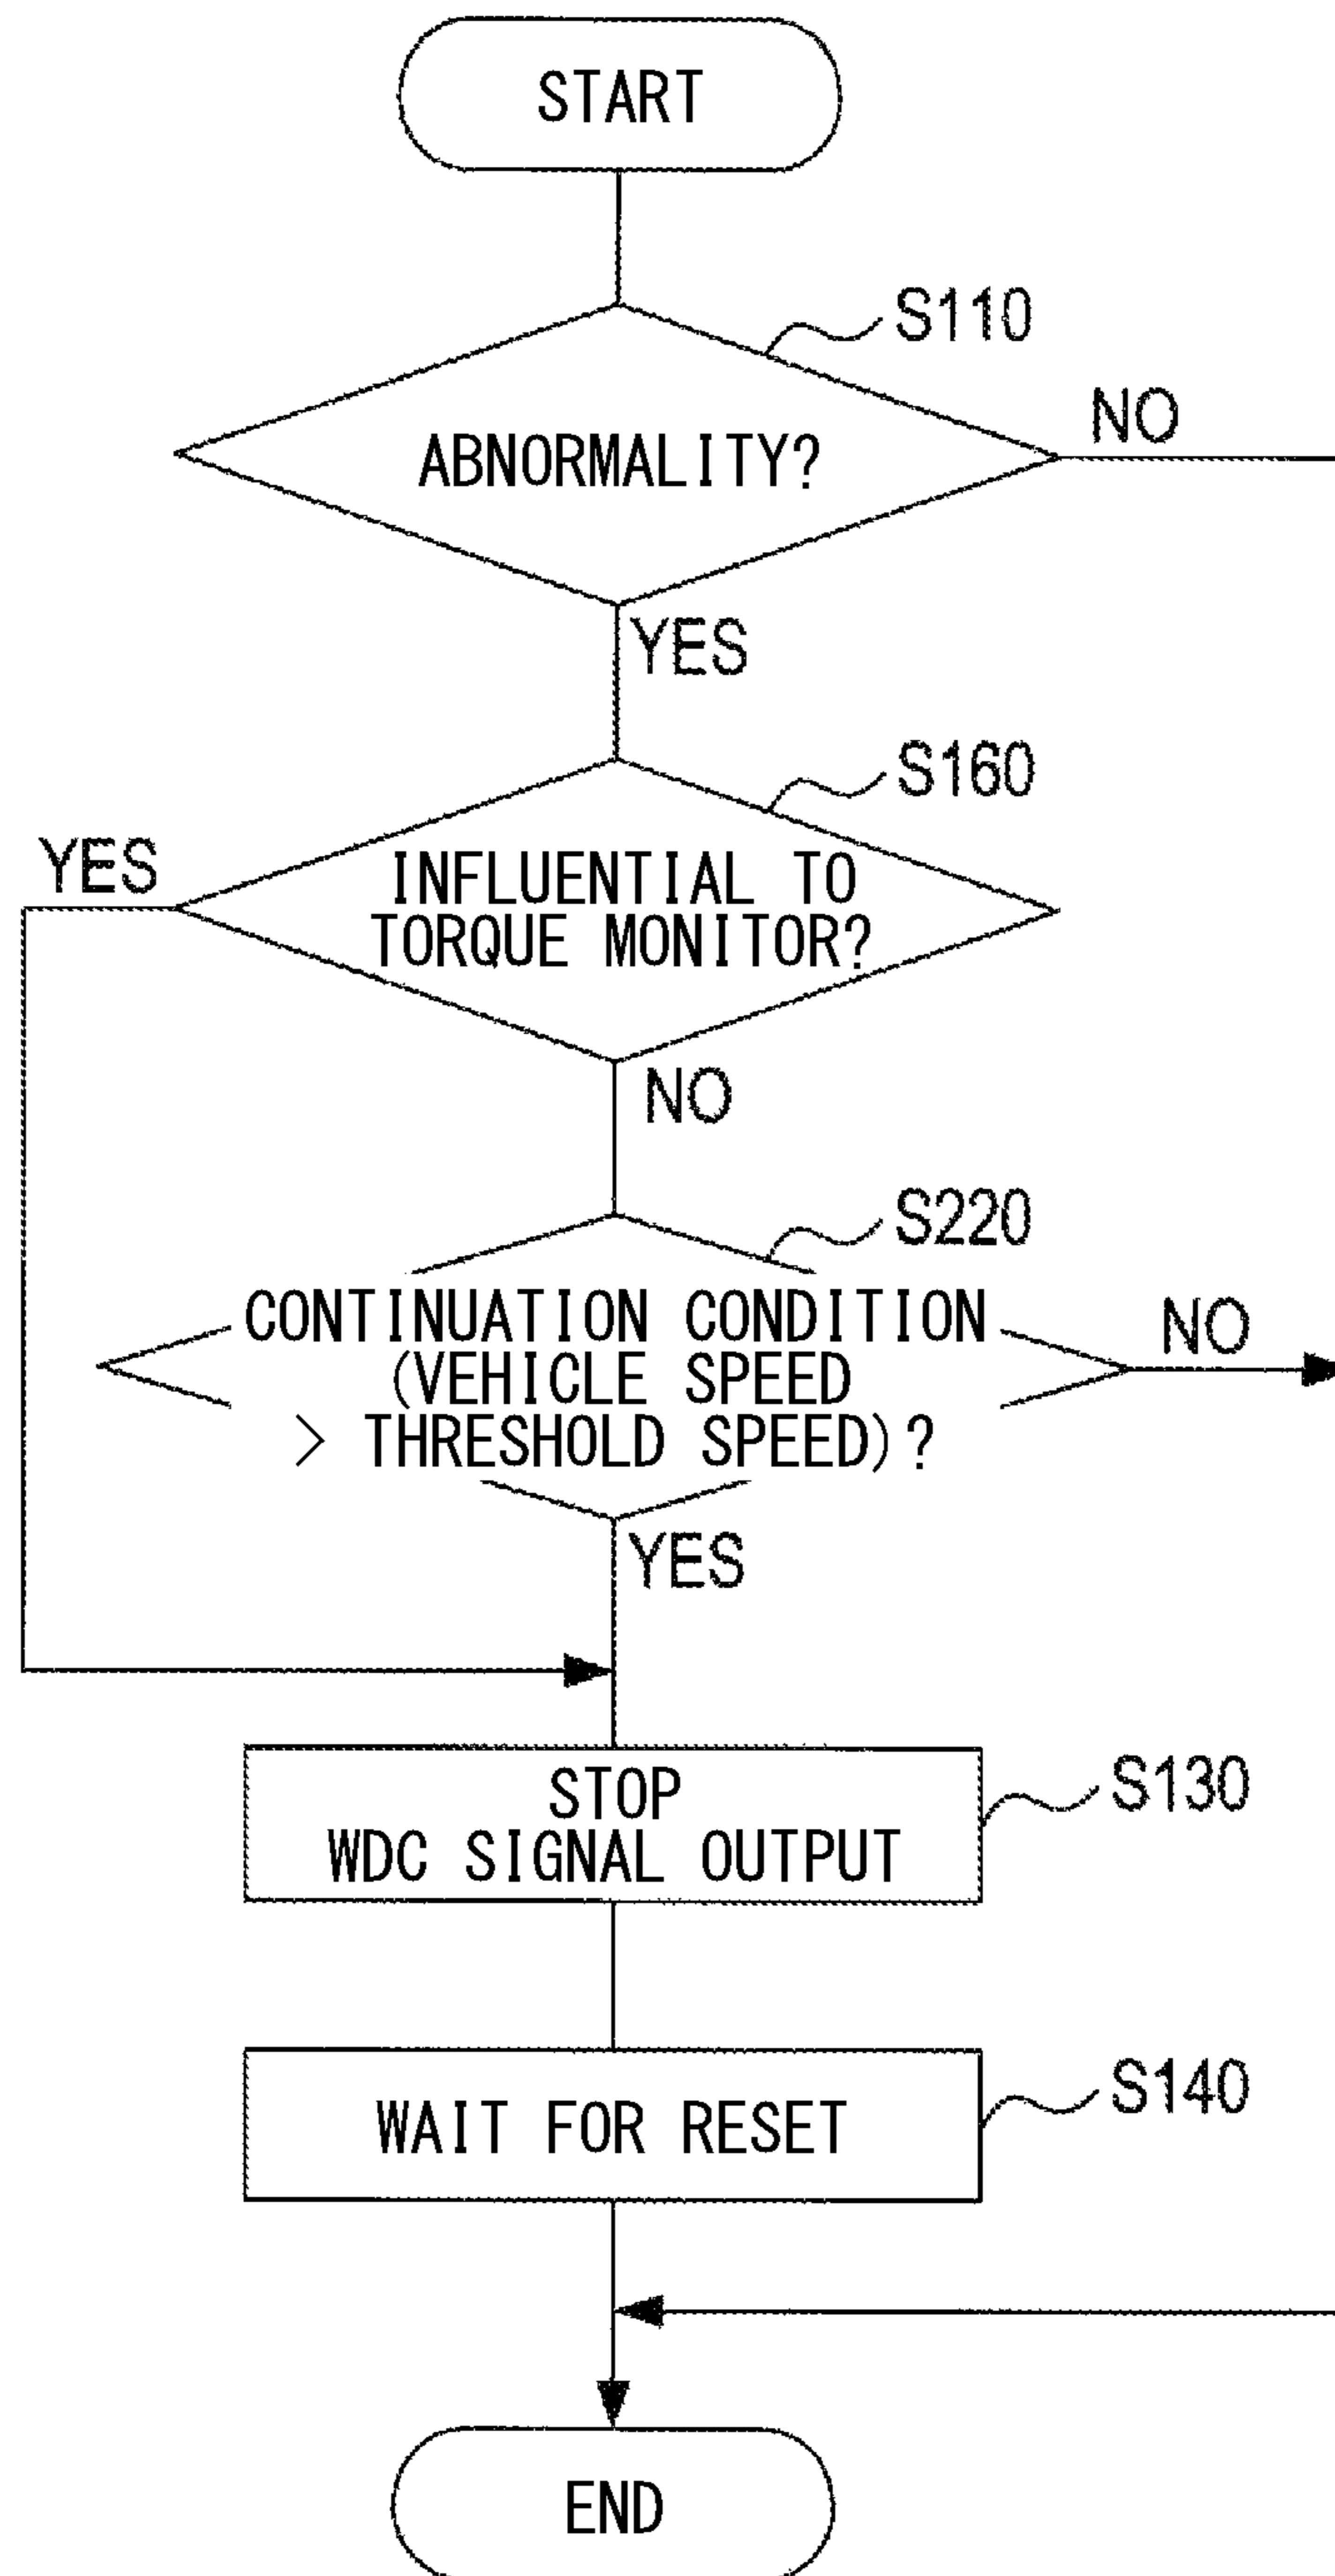 START
S110
ABNORMALITY?
NO
YES
S160
YES
INFLUENTIAL TO
TORQUE MONITOR?
NO
S220
CONTINUATION CONDITION
(VEHICLE SPEED
> THRESHOLD SPEED)?
NO
YES
STOP
WDC SIGNAL OUTPUT
S130
WAIT FOR RESET
S140
END